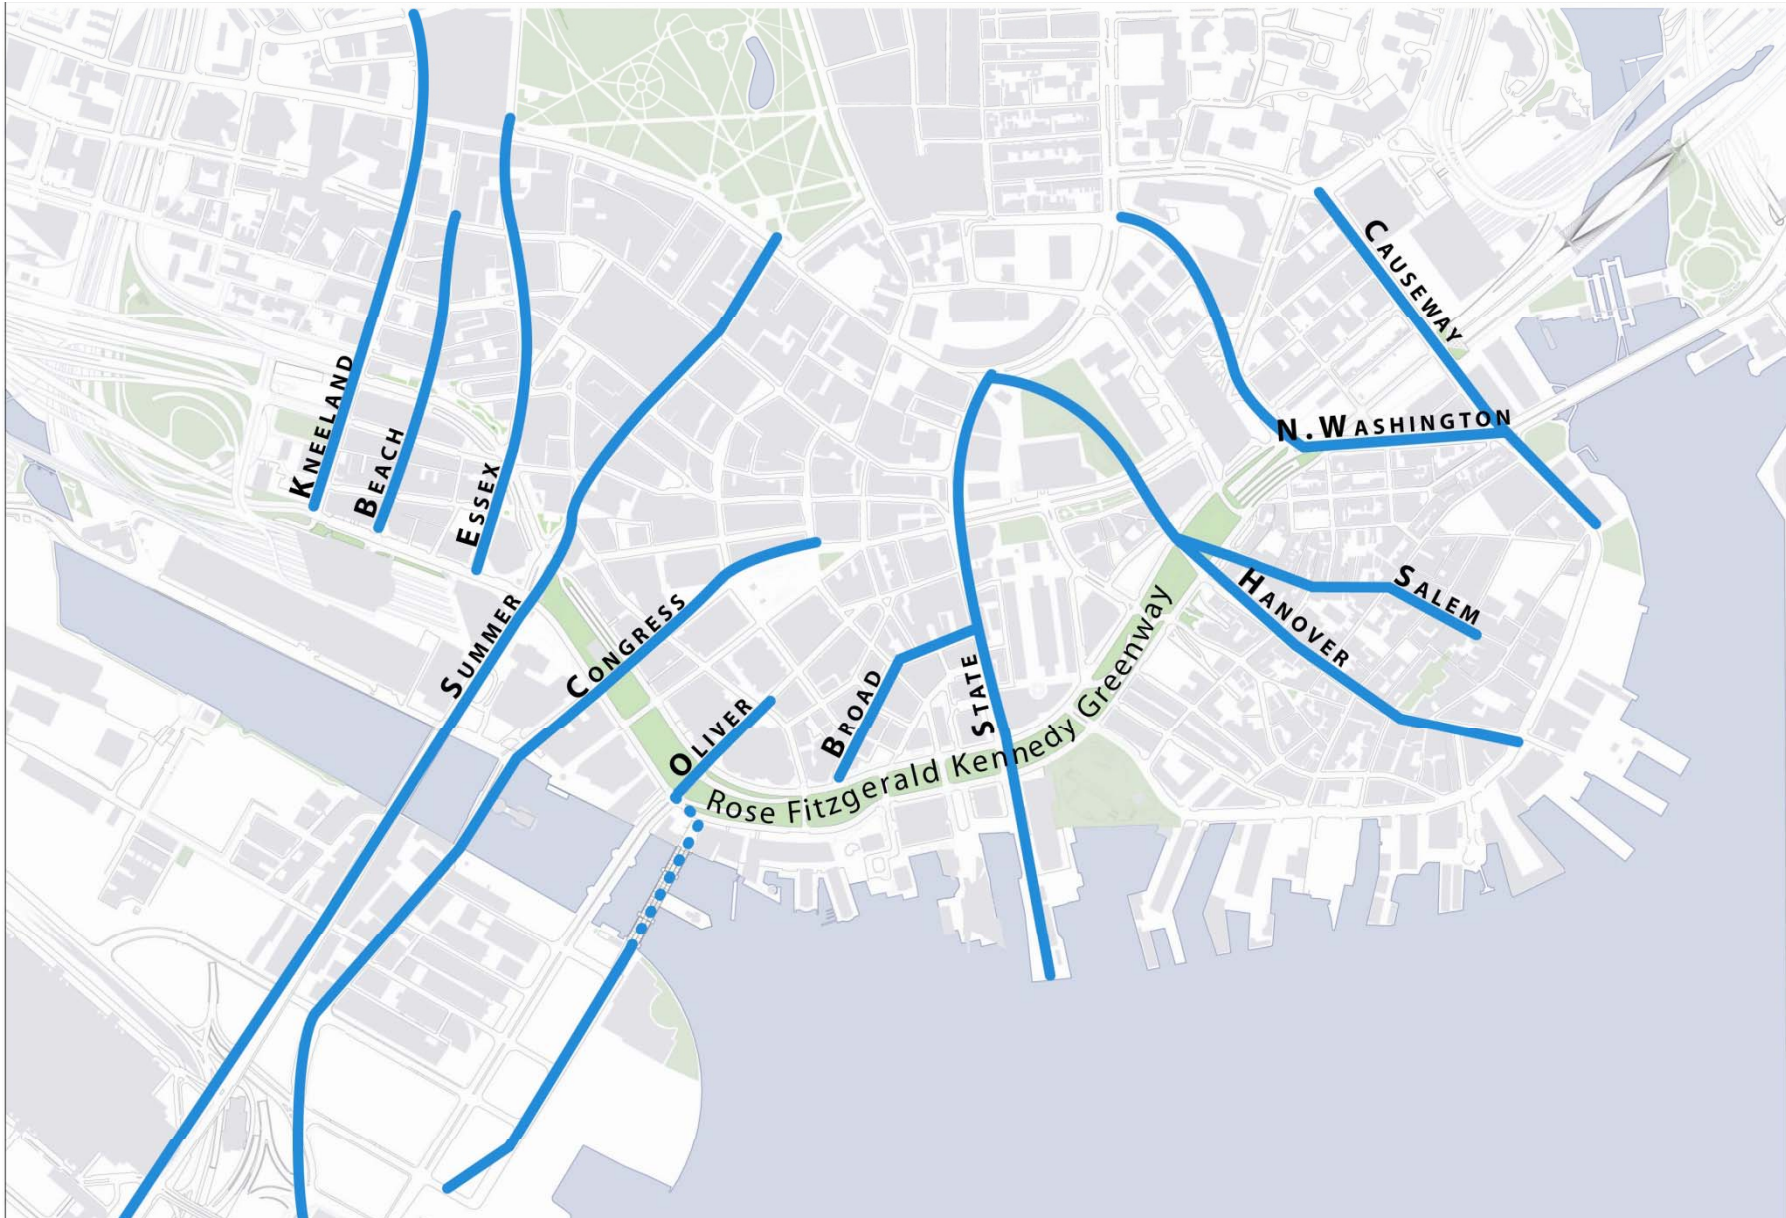 CAUSEWAY
KNEELAND
BEACH
ESSEX
N. WASHINGTON
SUMMER
CONGRESS
OLIVER
BROAD
STATE
HANOVER
SALEM
Rose Fitzgerald Kennedy Greenway